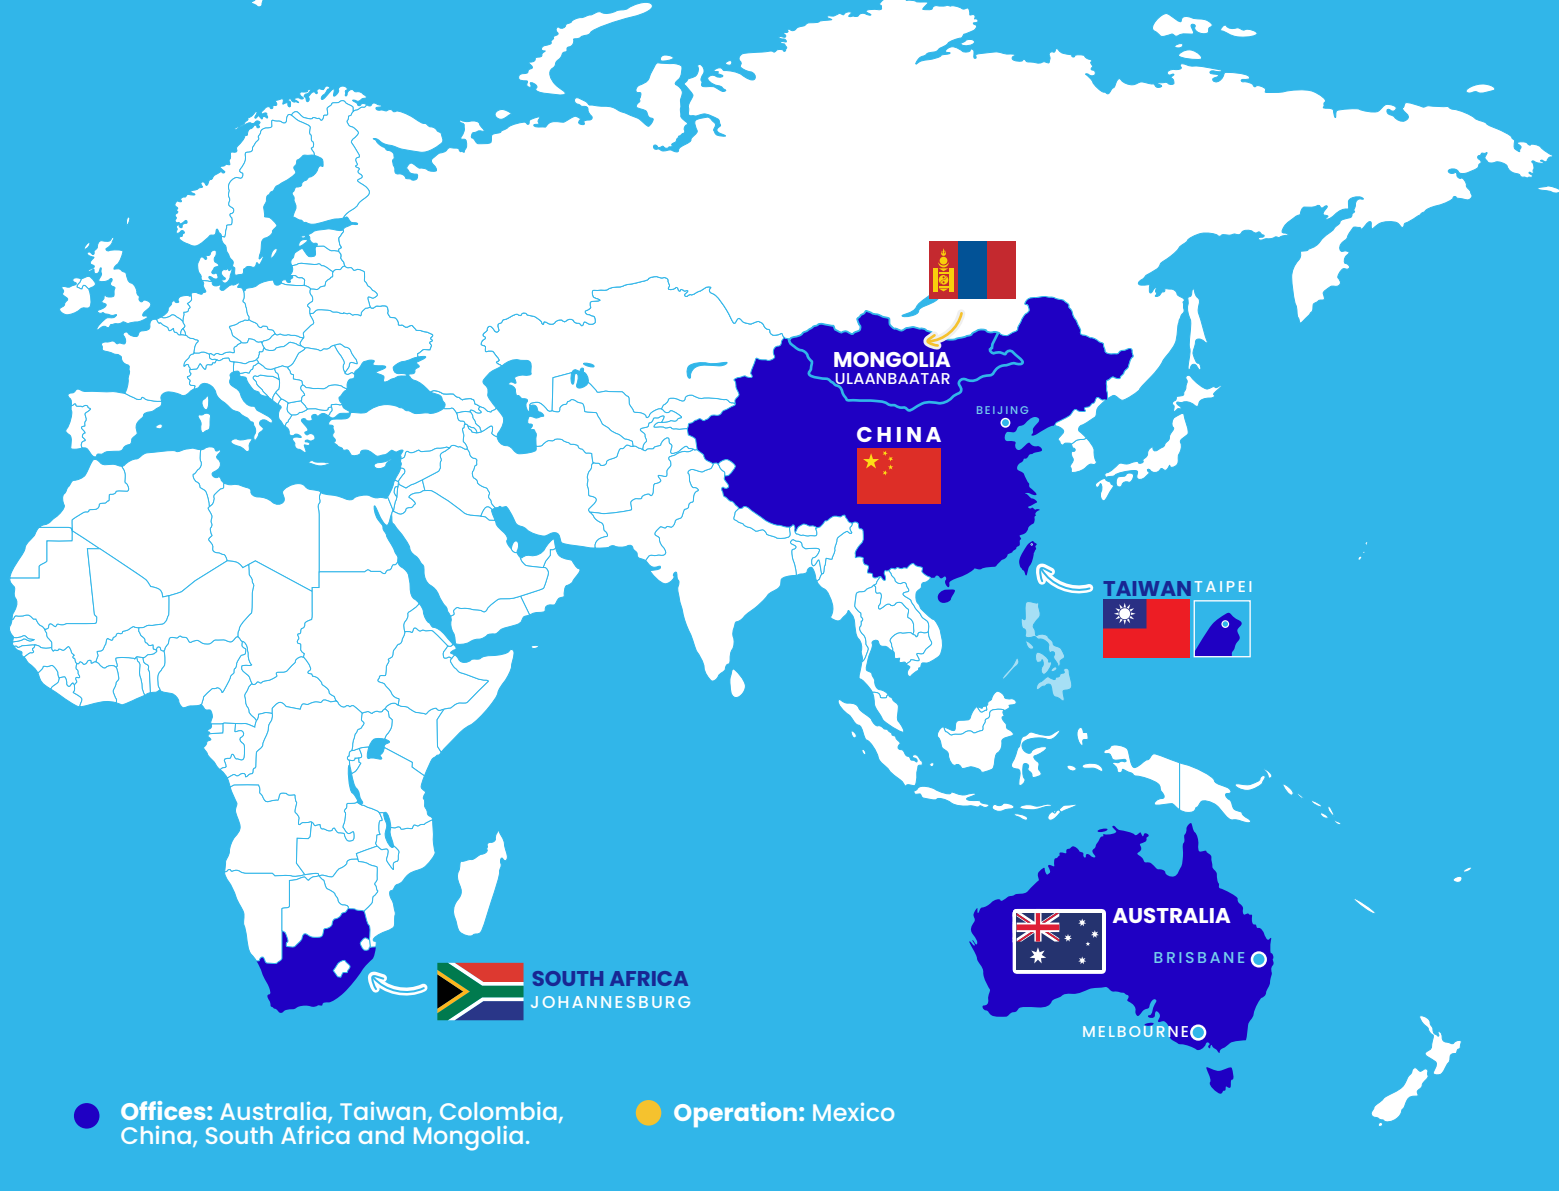 MONGOLIA
ULAANBAATAR
BEIJING
CHINA
TAIWAN TAIPEI
AUSTRALIA
BRISBANE
SOUTH AFRICA
JOHANNESBURG
MELBOURNE
Offices: Australia, Taiwan, Colombia,
China, South Africa and Mongolia.
Operation: Mexico